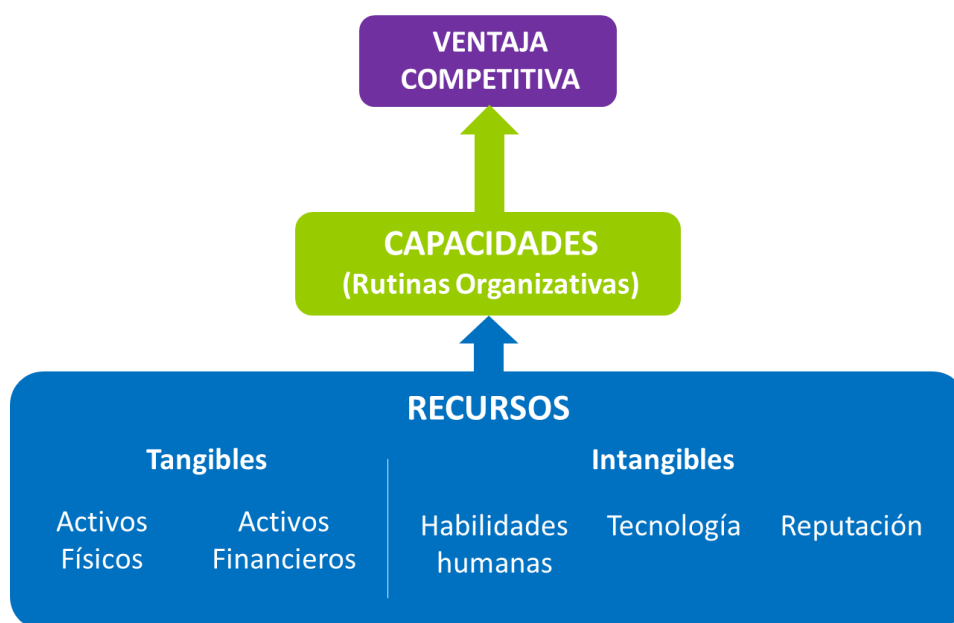 VENTAJA
COMPETITIVA
CAPACIDADES
(Rutinas Organizativas)
RECURSOS
Tangibles
Activos
Físicos
Activos
Financieros
Intangibles
Habilidades
humanas
Tecnología
Reputación